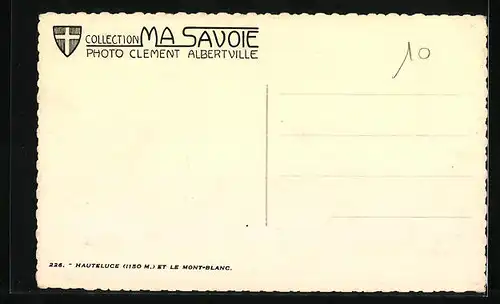 COLLECTION MA SAVOIE
PHOTO CLEMENT ALBERTVILLE
10
226. - HAUTELUCE (1150 M.) ET LE MONT-BLANC.